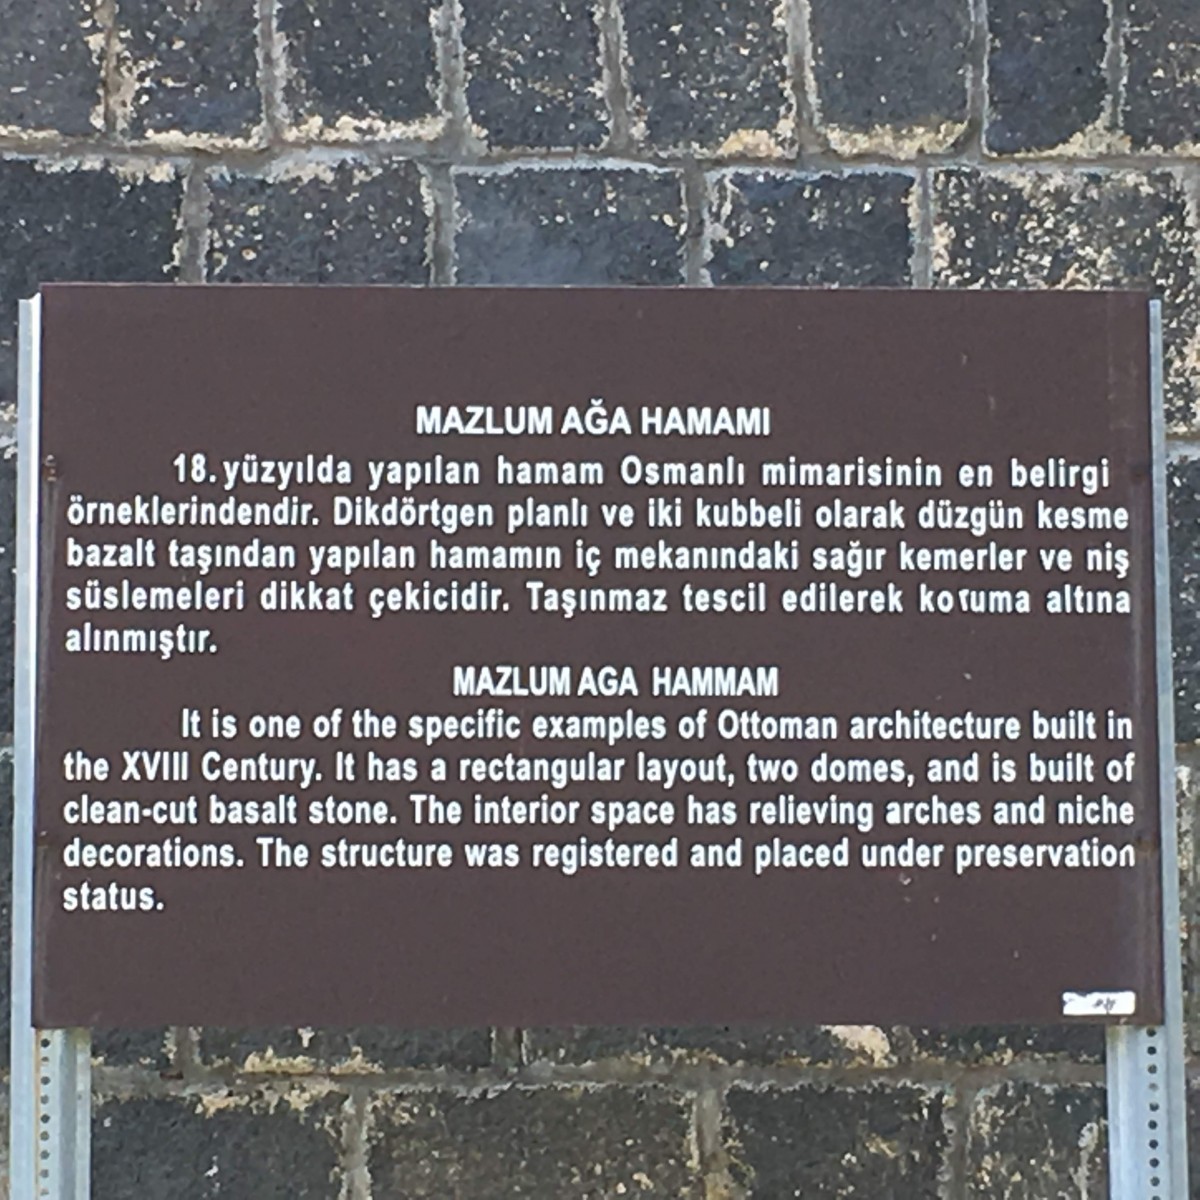 MAZLUM AĞA HAMAMI
18.yüzyılda yapılan hamam Osmanlı mimarisinin en belirgi
örneklerindendir. Dikdörtgen planlı ve iki kubbeli olarak düzgün kesme
bazalt taşından yapılan hamamın iç mekanındaki sağır kemerler ve niş
süslemeleri dikkat çekicidir. Taşınmaz tescil edilerek koruma altına
alınmıştır.
MAZLUM AGA HAMMAM
It is one of the specific examples of Ottoman architecture built in
the XVIII Century. It has a rectangular layout, two domes, and is built of
clean-cut basalt stone. The interior space has relieving arches and niche
decorations. The structure was registered and placed under preservation
status.